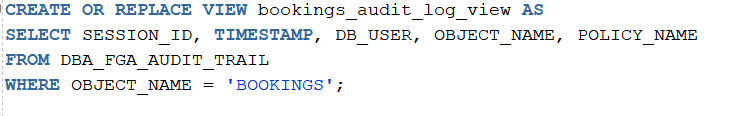 CREATE OR REPLACE VIEW bookings_audit_log_view AS
SELECT SESSION_ID, TIMESTAMP, DB_USER, OBJECT_NAME, POLICY_NAME
FROM DBA_FGA_AUDIT_TRAIL
WHERE OBJECT_NAME = 'BOOKINGS';